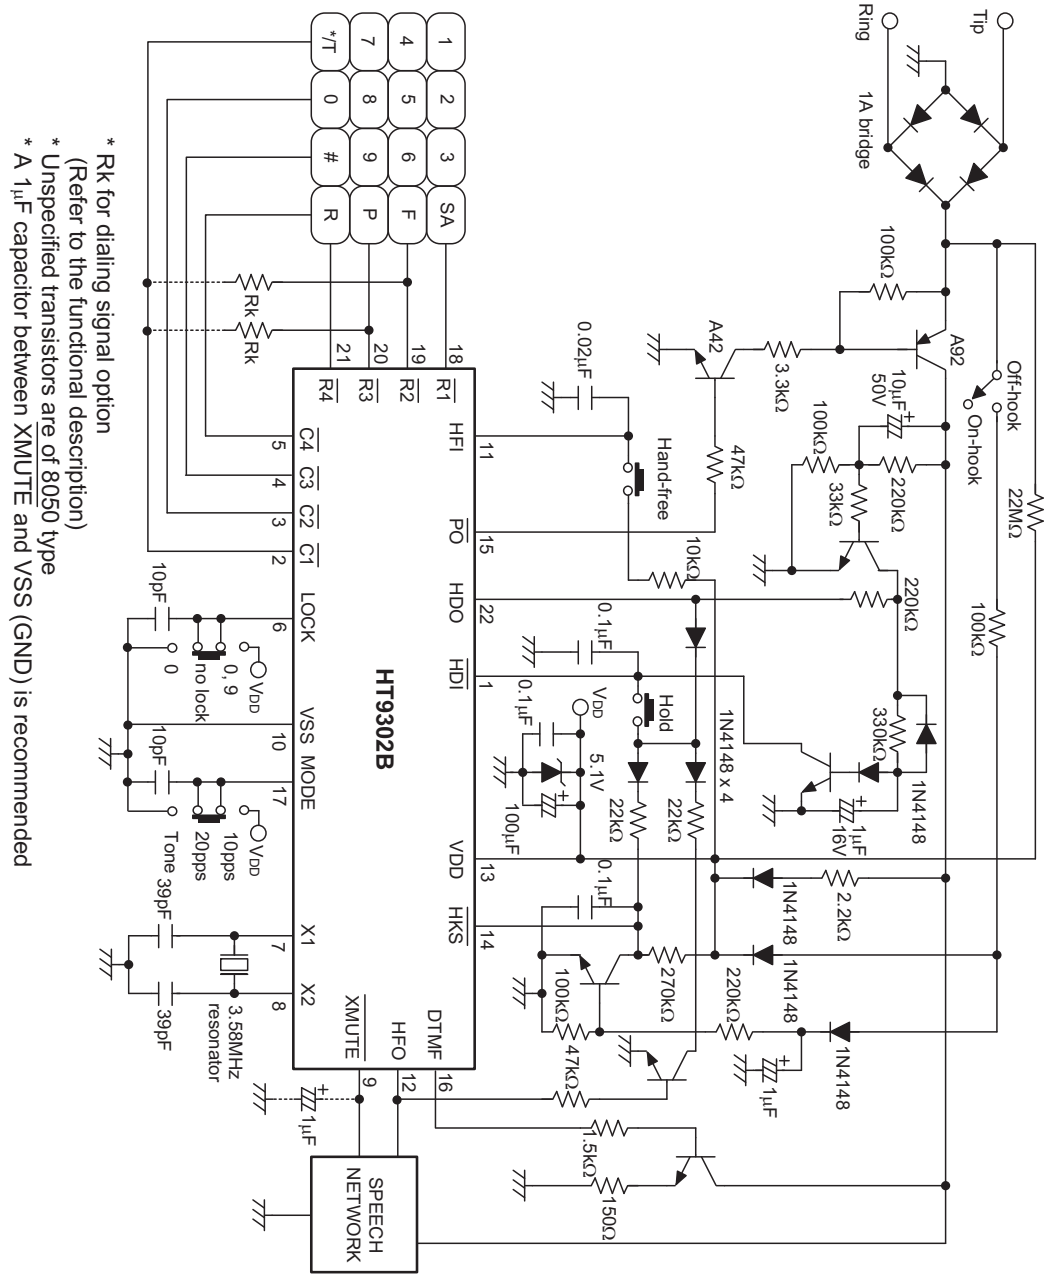 Tip
Ring
1A bridge
Off-hook
On-hook
22MΩ
100kΩ
A92
100kΩ
10μF
50V
+
220kΩ
100kΩ
33kΩ
220kΩ
330kΩ
1N4148
1μF
16V
+
A42
3.3kΩ
47kΩ
0.02μF
Hand-free
10kΩ
0.1μF
Hold
1N4148 x 4
22kΩ
22kΩ
VDD
0.1μF
5.1V
+
100μF
2.2kΩ
1N4148
1N4148
1N4148
0.1μF
270kΩ
220kΩ
100kΩ
47kΩ
+
1μF
1.5kΩ
150Ω
1 2 3 SA
4 5 6 F
7 8 9 P
*/T 0 # R
Rk
Rk
18 19 20 21
R1 R2 R3 R4
11 15 22 1 13 14
HFI PO HDO HDI VDD HKS
HT9302B
C4 C3 C2 C1 LOCK VSS MODE X1 X2
5 4 3 2 6 10 17 7 8
DTMF HFO XMUTE
16 12 9
10pF
VDD
0, 9
no lock
0
10pF
VDD
10pps
20pps
Tone
39pF
39pF
3.58MHz
resonator
+
1μF
SPEECH
NETWORK
* Rk for dialing signal option
(Refer to the functional description)
* Unspecified transistors are of 8050 type
* A 1μF capacitor between XMUTE and VSS (GND) is recommended